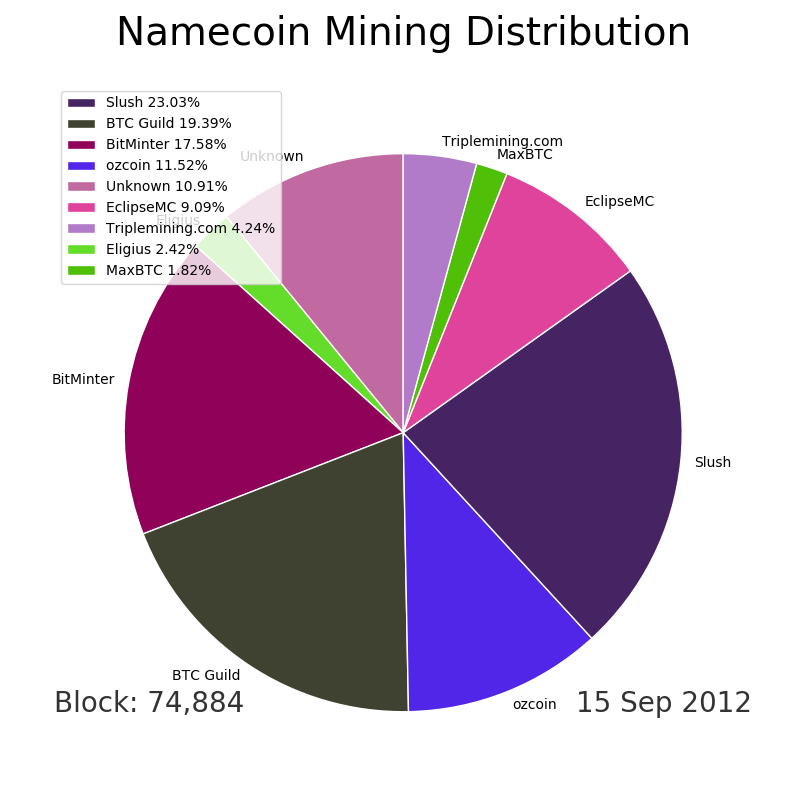 Namecoin Mining Distribution
Slush 23.03%
BTC Guild 19.39%
BitMinter 17.58%
ozcoin 11.52%
Unknown 10.91%
EclipseMC 9.09%
Triplemining.com 4.24%
Eligius 2.42%
MaxBTC 1.82%
Triplemining.com
MaxBTC
Unknown
EclipseMC
Eligius
BitMinter
Slush
BTC Guild
ozcoin
Block: 74,884
15 Sep 2012